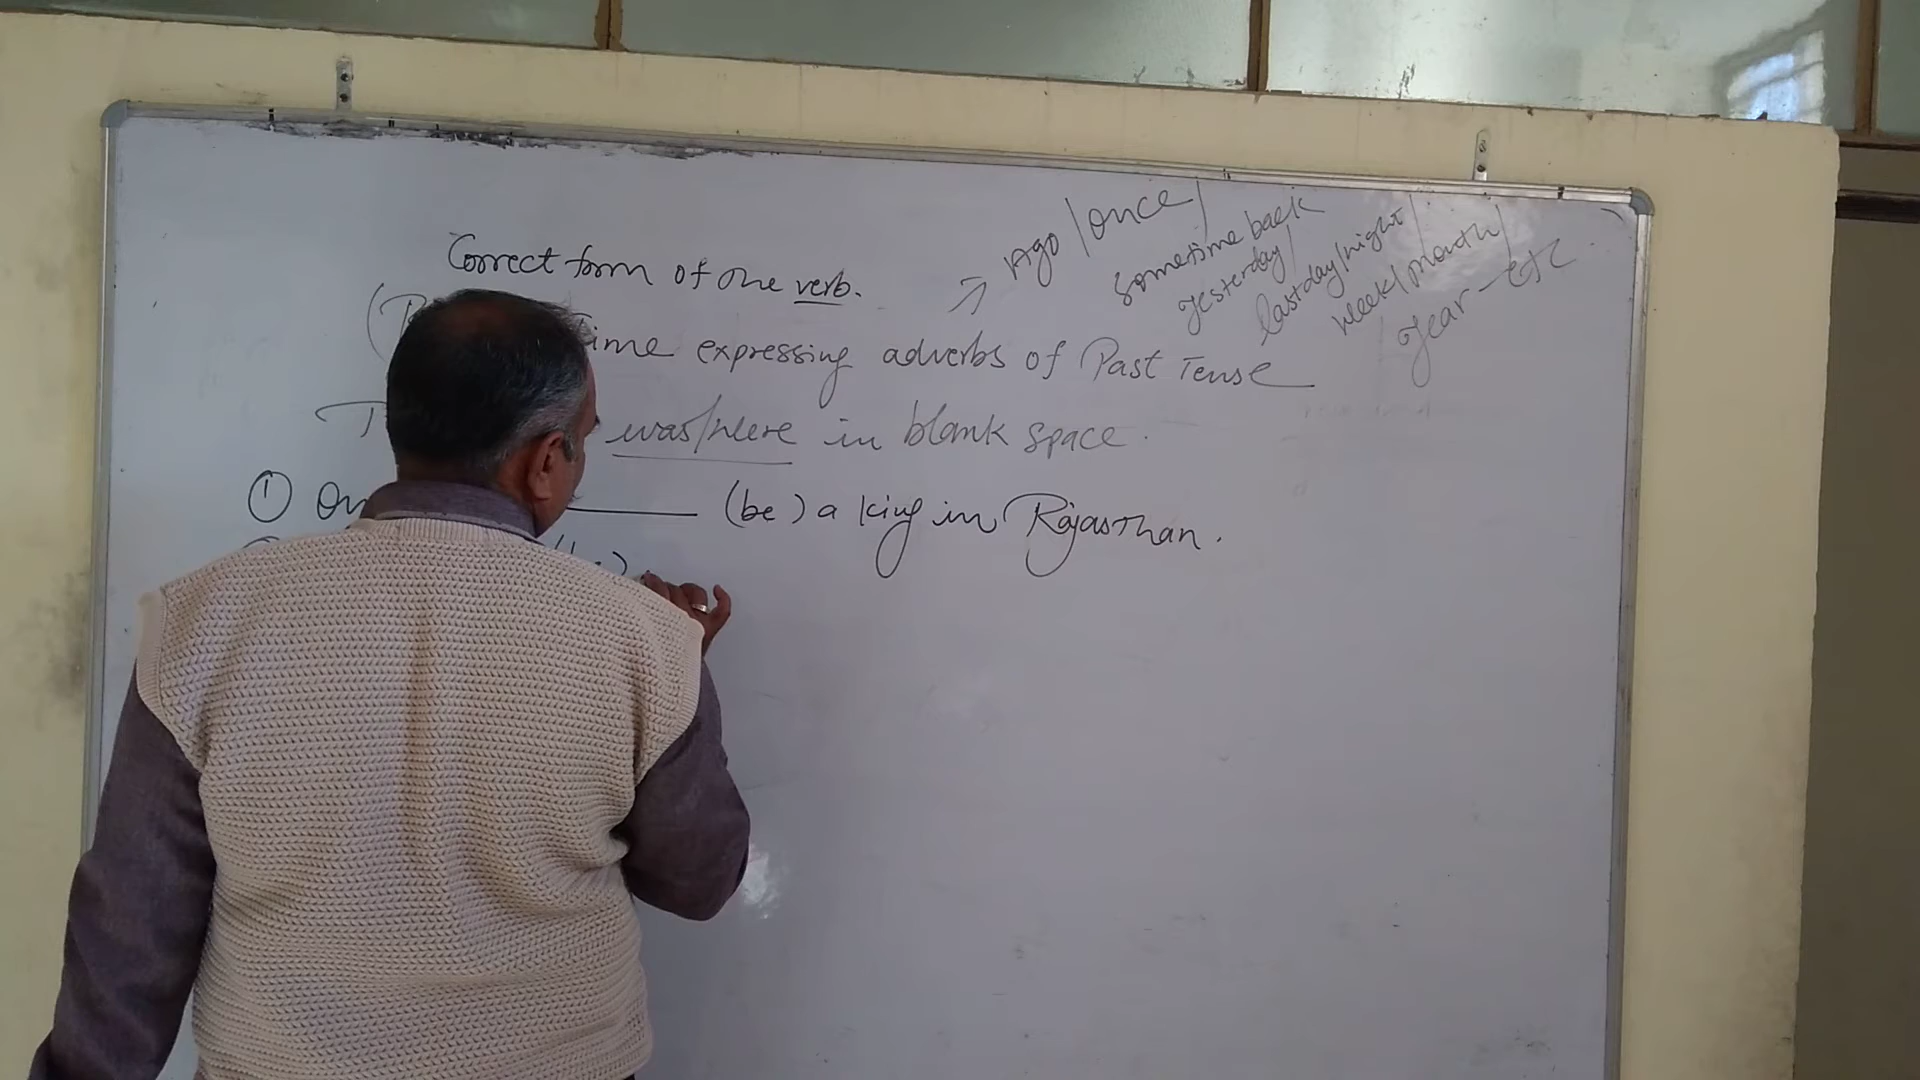 Correct form of the verb.
Ago/once/
sometime back
yesterday/
last day/night/
week/month/
year - etc
time expressing adverbs of Past Tense
was/were in blank space.
① (be) a king in Rajasthan.